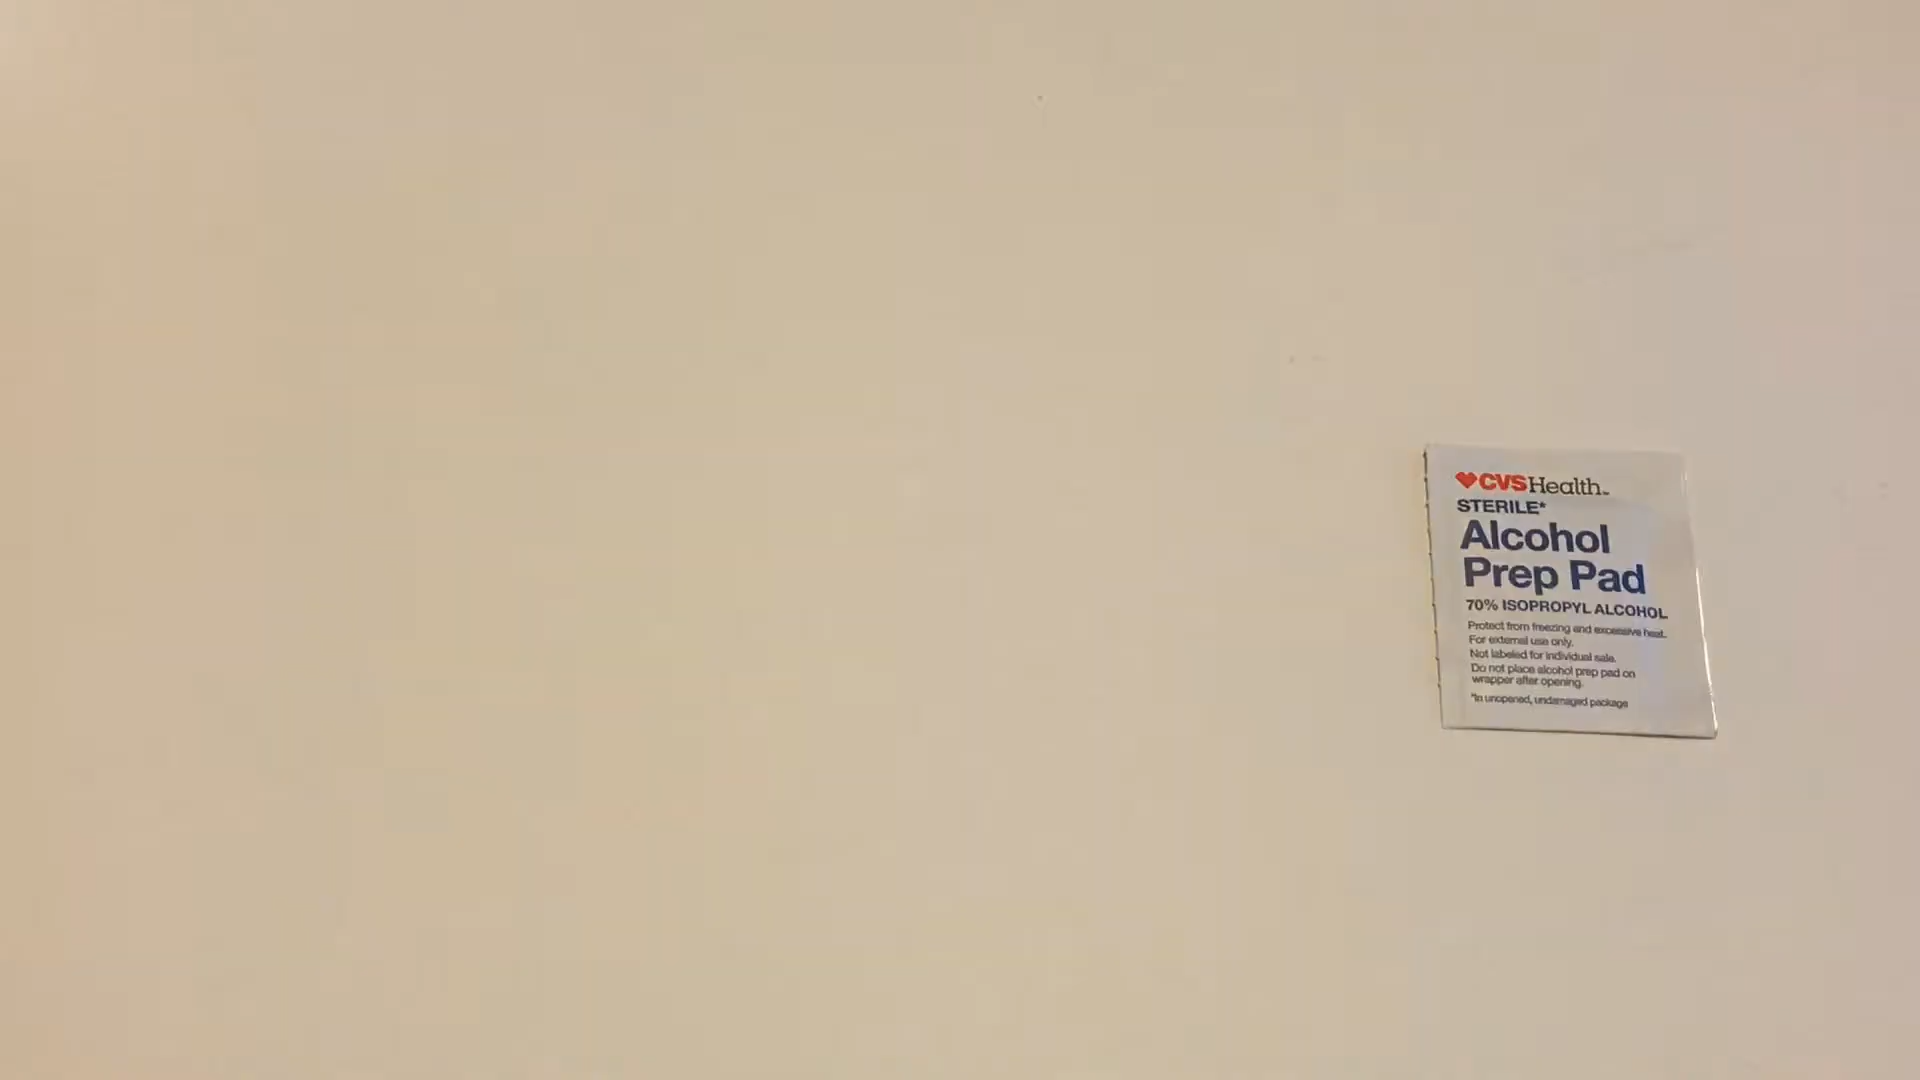 CVSHealth™
STERILE*
Alcohol
Prep Pad
70% ISOPROPYL ALCOHOL
Protect from freezing and excessive heat.
For external use only.
Not labeled for individual sale.
Do not place alcohol prep pad on
wrapper after opening.
*In unopened, undamaged package